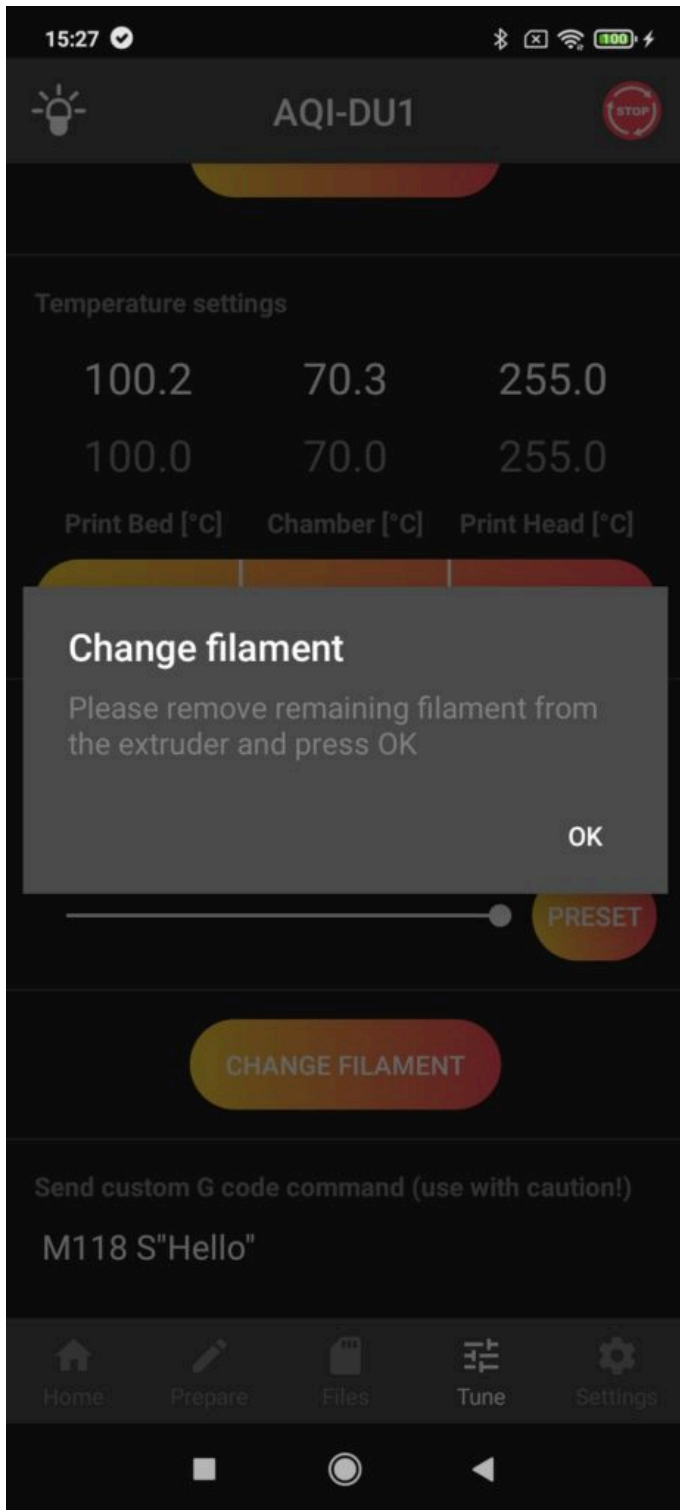 15:27
100
AQI-DU1
STOP
Temperature settings
100.2 70.3 255.0
100.0 70.0 255.0
Print Bed [°C] Chamber [°C] Print Head [°C]
Change filament
Please remove remaining filament from
the extruder and press OK
OK
PRESET
CHANGE FILAMENT
Send custom G code command (use with caution!)
M118 S"Hello"
Home Prepare Files Tune Settings